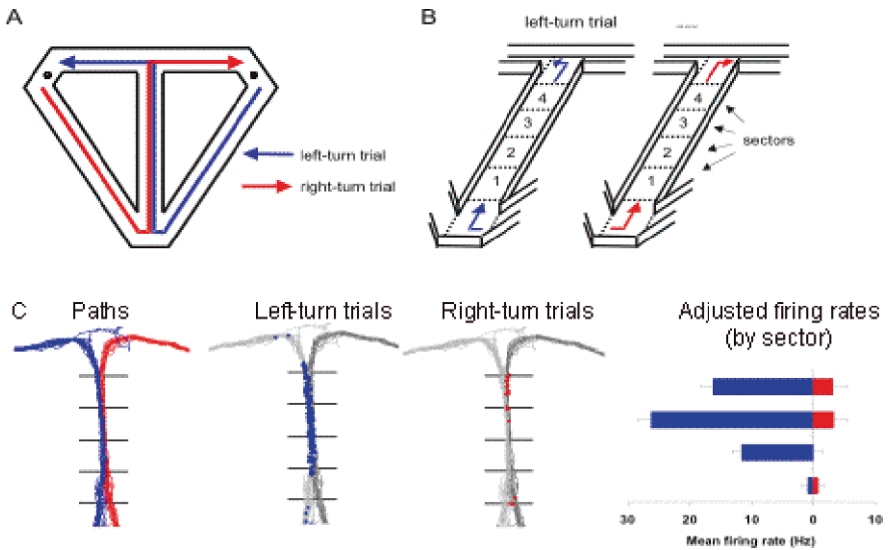 A
left-turn trial
right-turn trial
B
left-turn trial
4
3
2
1
4
3
2
1
sectors
C
Paths
Left-turn trials
Right-turn trials
Adjusted firing rates
(by sector)
30 20 10 0 10
Mean firing rate (Hz)